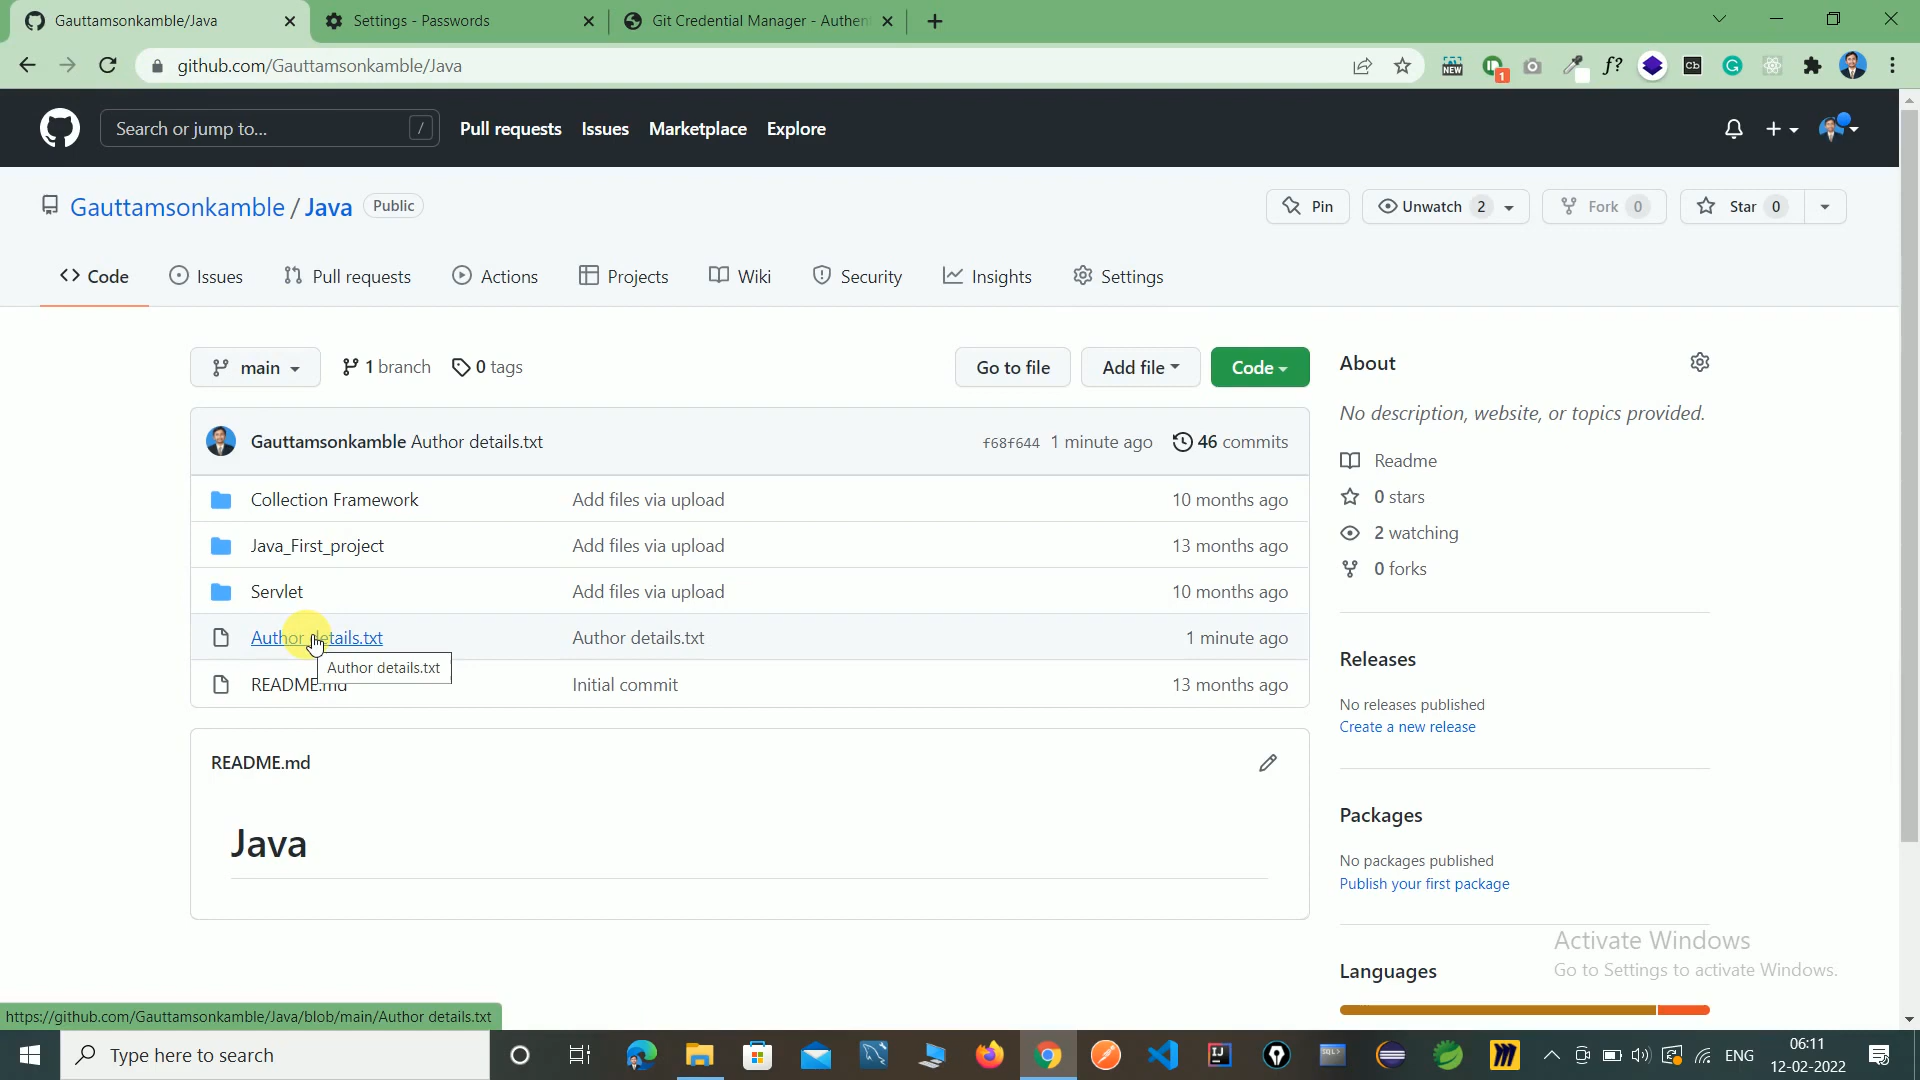 Gauttamsonkamble/Java
Settings - Passwords
Git Credential Manager - Authen
github.com/Gauttamsonkamble/Java
NEW
1
f?
Cb
G
Search or jump to...
/
Pull requests
Issues
Marketplace
Explore
Gauttamsonkamble / Java
Public
Pin
Unwatch 2
Fork 0
Star 0
Code
Issues
Pull requests
Actions
Projects
Wiki
Security
Insights
Settings
main
1 branch
0 tags
Go to file
Add file
Code
About
No description, website, or topics provided.
Gauttamsonkamble Author details.txt
f68f644 1 minute ago
46 commits
Readme
Collection Framework
Add files via upload
10 months ago
0 stars
Java_First_project
Add files via upload
13 months ago
2 watching
Servlet
Add files via upload
10 months ago
0 forks
Author details.txt
Author details.txt
1 minute ago
Author details.txt
README.md
Initial commit
13 months ago
Releases
No releases published
Create a new release
README.md
Java
Packages
No packages published
Publish your first package
Languages
Activate Windows
Go to Settings to activate Windows.
https://github.com/Gauttamsonkamble/Java/blob/main/Author details.txt
Type here to search
IJ
SQL>
ENG
06:11
12-02-2022